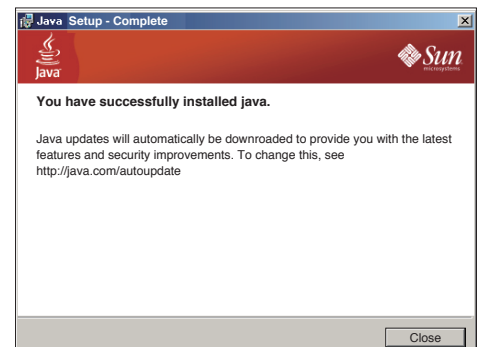 Java Setup - Complete
Java
Sun
microsystems
You have successfully installed java.
Java updates will automatically be downroaded to provide you with the latest
features and security improvements. To change this, see
http://java.com/autoupdate
Close